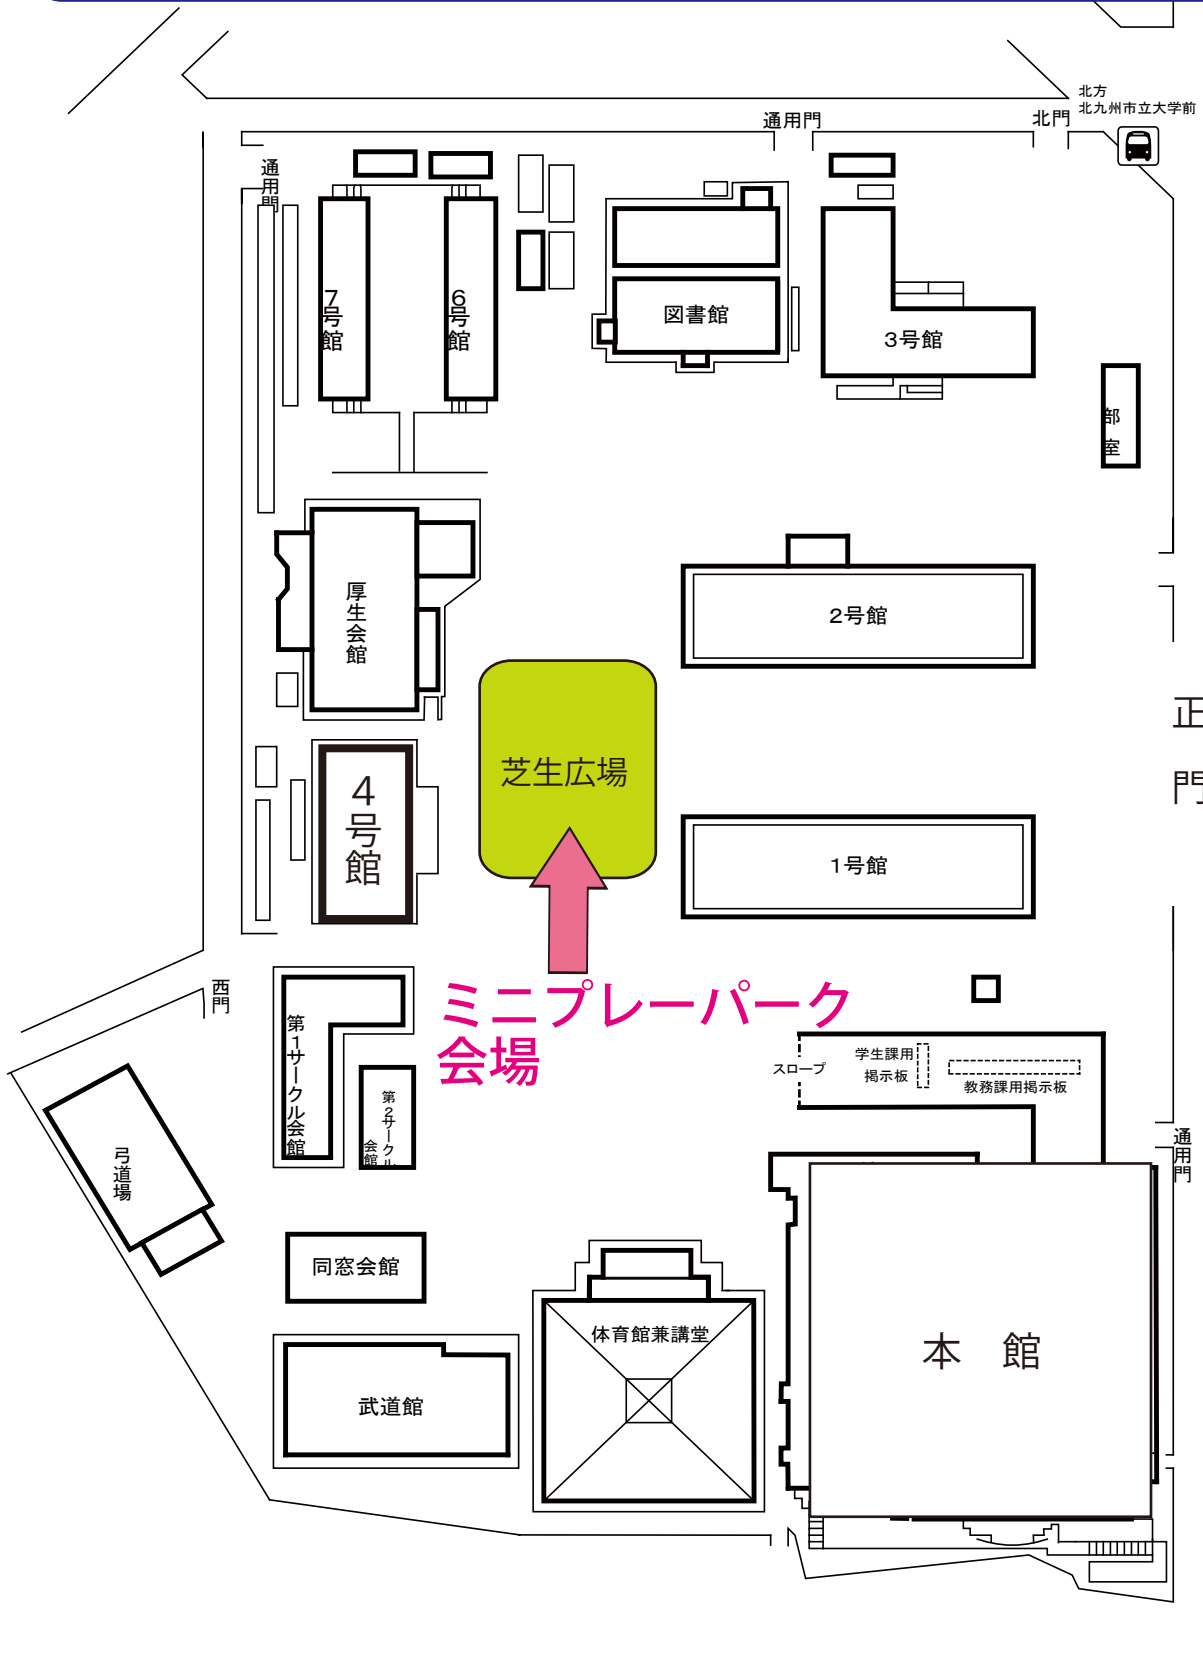 北方
北九州市立大学前
通用門
北門
通用門
7号館
6号館
図書館
3号館
部室
厚生会館
2号館
正門
芝生広場
4号館
1号館
西門
ミニプレーパーク
会場
第1サークル会館
第2サークル
会館
スロープ
学生課用
掲示板
教務課用掲示板
通用門
弓道場
同窓会館
体育館兼講堂
本 館
武道館